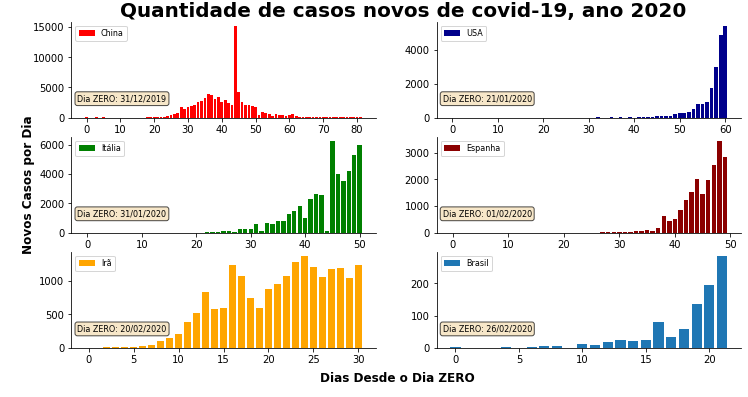 Quantidade de casos novos de covid-19, ano 2020
Novos Casos por Dia
15000
10000
5000
0
China
Dia ZERO: 31/12/2019
0 10 20 30 40 50 60 70 80
4000
2000
0
USA
Dia ZERO: 21/01/2020
0 10 20 30 40 50 60
6000
4000
2000
0
Itália
Dia ZERO: 31/01/2020
0 10 20 30 40 50
3000
2000
1000
0
Espanha
Dia ZERO: 01/02/2020
0 10 20 30 40 50
1000
500
0
Irã
Dia ZERO: 20/02/2020
0 5 10 15 20 25 30
200
100
0
Brasil
Dia ZERO: 26/02/2020
0 5 10 15 20
Dias Desde o Dia ZERO